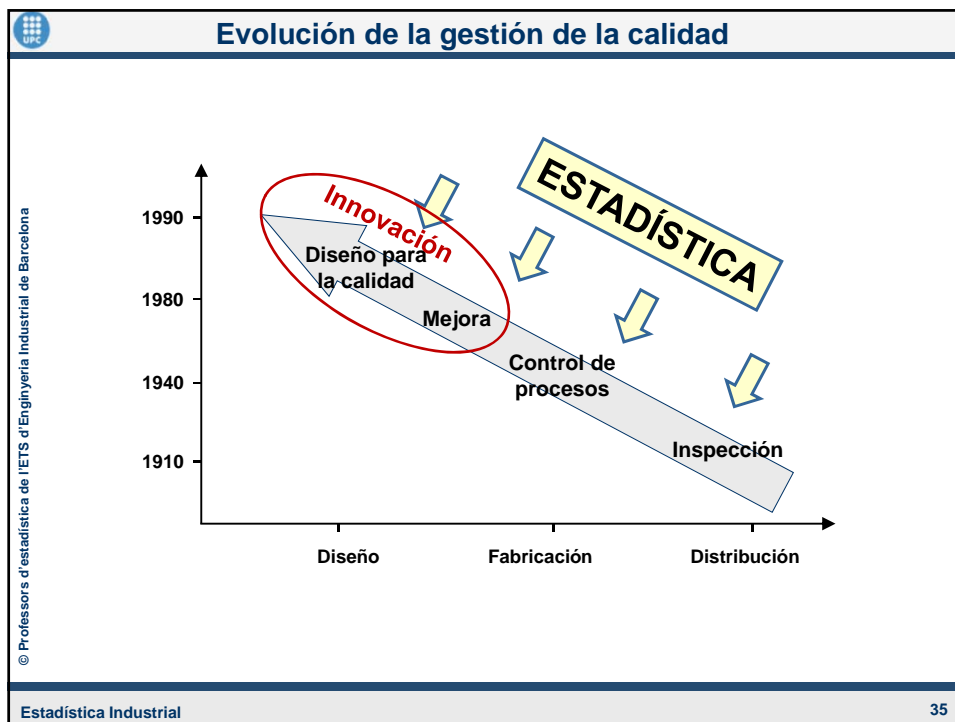 UPC
Evolución de la gestión de la calidad
ESTADÍSTICA
Innovación
Diseño para
la calidad
Mejora
Control de
procesos
Inspección
1990
1980
1940
1910
Diseño
Fabricación
Distribución
© Professors d'estadística de l'ETS d'Enginyeria Industrial de Barcelona
Estadística Industrial
35